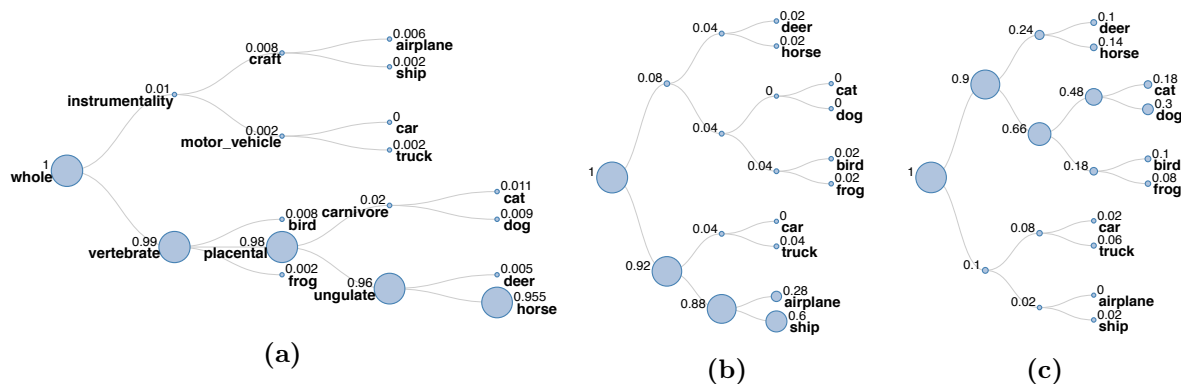 0.006
airplane
0.008
craft
0.002
ship
0.01
instrumentality
0
car
0.002
motor_vehicle
0.002
truck
1
whole
0.011
cat
0.02
carnivore
0.009
dog
0.008
bird
0.99
vertebrate
0.98
placental
0.002
frog
0.005
deer
0.96
ungulate
0.955
horse
(a)
0.02
deer
0.04
0.02
horse
0.08
0
cat
0
0
dog
0.04
0.02
bird
0.04
0.02
frog
1
0
car
0.04
0.04
truck
0.92
0.28
airplane
0.88
0.6
ship
(b)
0.1
deer
0.24
0.14
horse
0.9
0.18
cat
0.48
0.3
dog
0.66
0.1
bird
0.18
0.08
frog
1
0.02
car
0.08
0.06
truck
0.1
0
airplane
0.02
0.02
ship
(c)